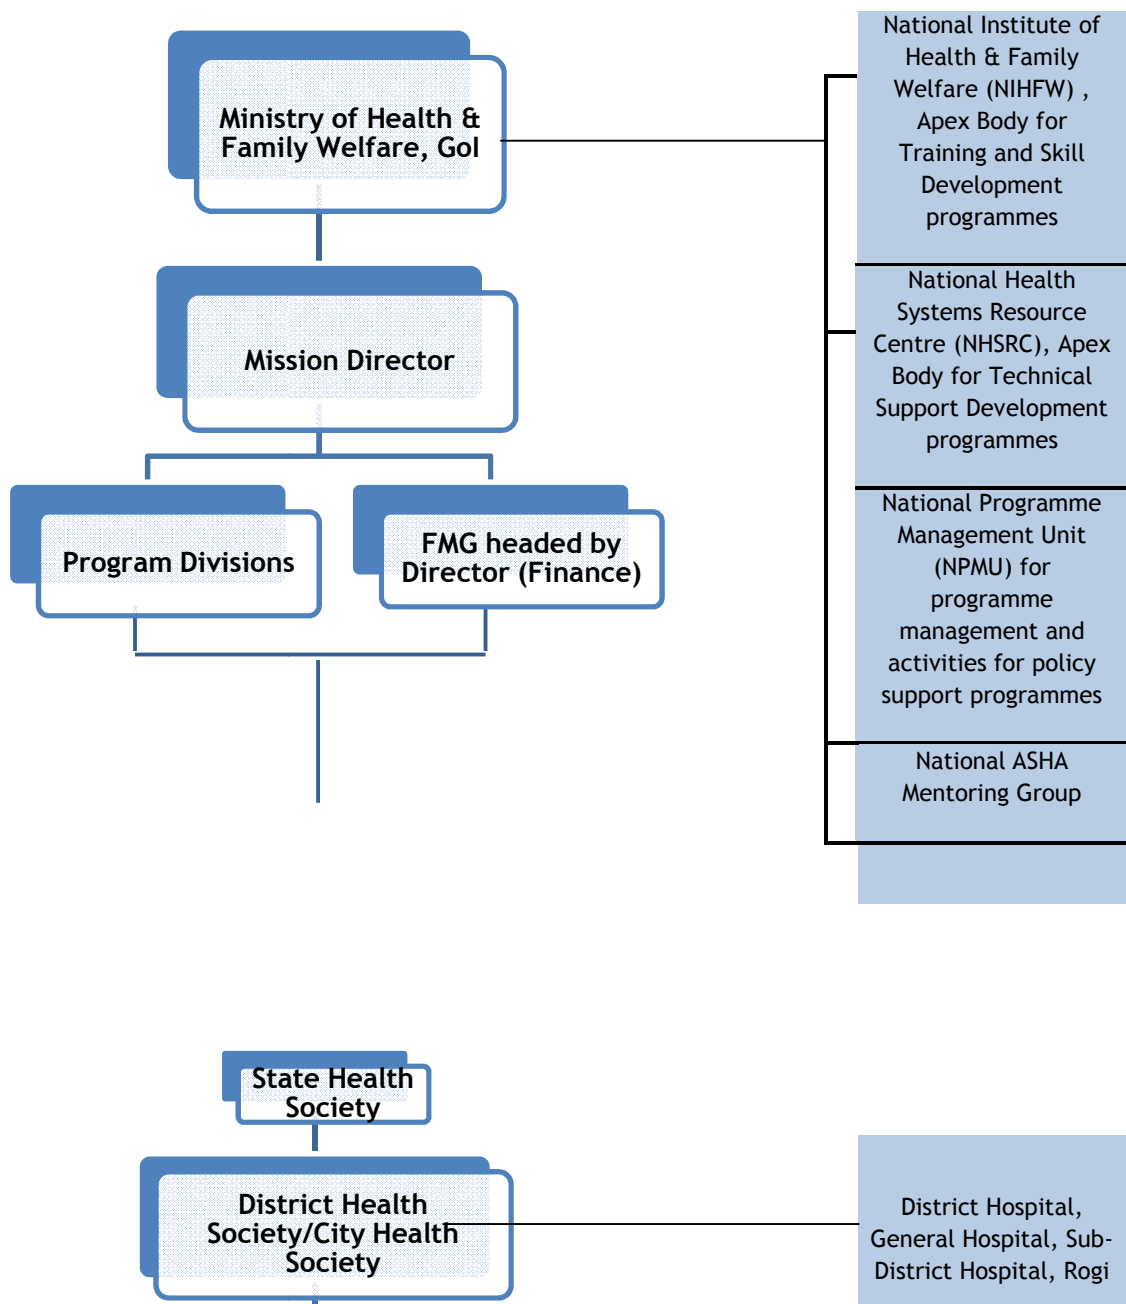 Ministry of Health &
Family Welfare, GoI
Mission Director
Program Divisions
FMG headed by
Director (Finance)
National Institute of
Health & Family
Welfare (NIHFW) ,
Apex Body for
Training and Skill
Development
programmes
National Health
Systems Resource
Centre (NHSRC), Apex
Body for Technical
Support Development
programmes
National Programme
Management Unit
(NPMU) for
programme
management and
activities for policy
support programmes
National ASHA
Mentoring Group
State Health
Society
District Health
Society/City Health
Society
District Hospital,
General Hospital, Sub-
District Hospital, Rogi